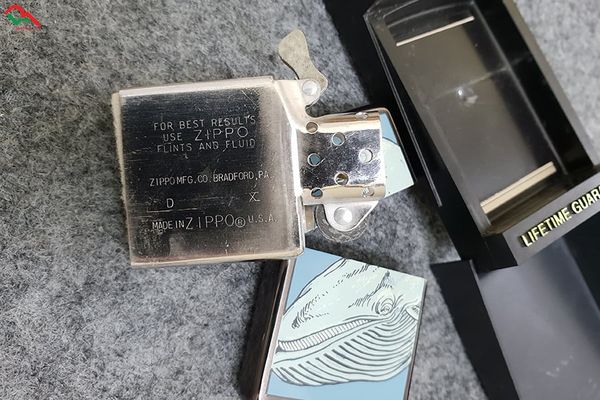 FOR BEST RESULTS
USE ZIPPO
FLINTS AND FLUID
ZIPPO MFG. CO. BRADFORD, PA.
D X
MADE IN ZIPPO® U.S.A.
LIFETIME GUAR